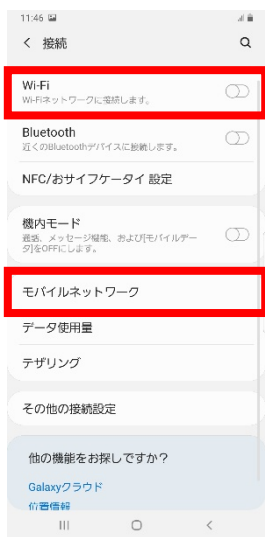 11:46
接続
Wi-Fi
Wi-Fiネットワークに接続します。
Bluetooth
近くのBluetoothデバイスに接続します。
NFC/おサイフケータイ 設定
機内モード
通話、メッセージ機能、および[モバイルデー
タ]をOFFにします。
モバイルネットワーク
データ使用量
テザリング
その他の接続設定
他の機能をお探しですか？
Galaxyクラウド
位置情報